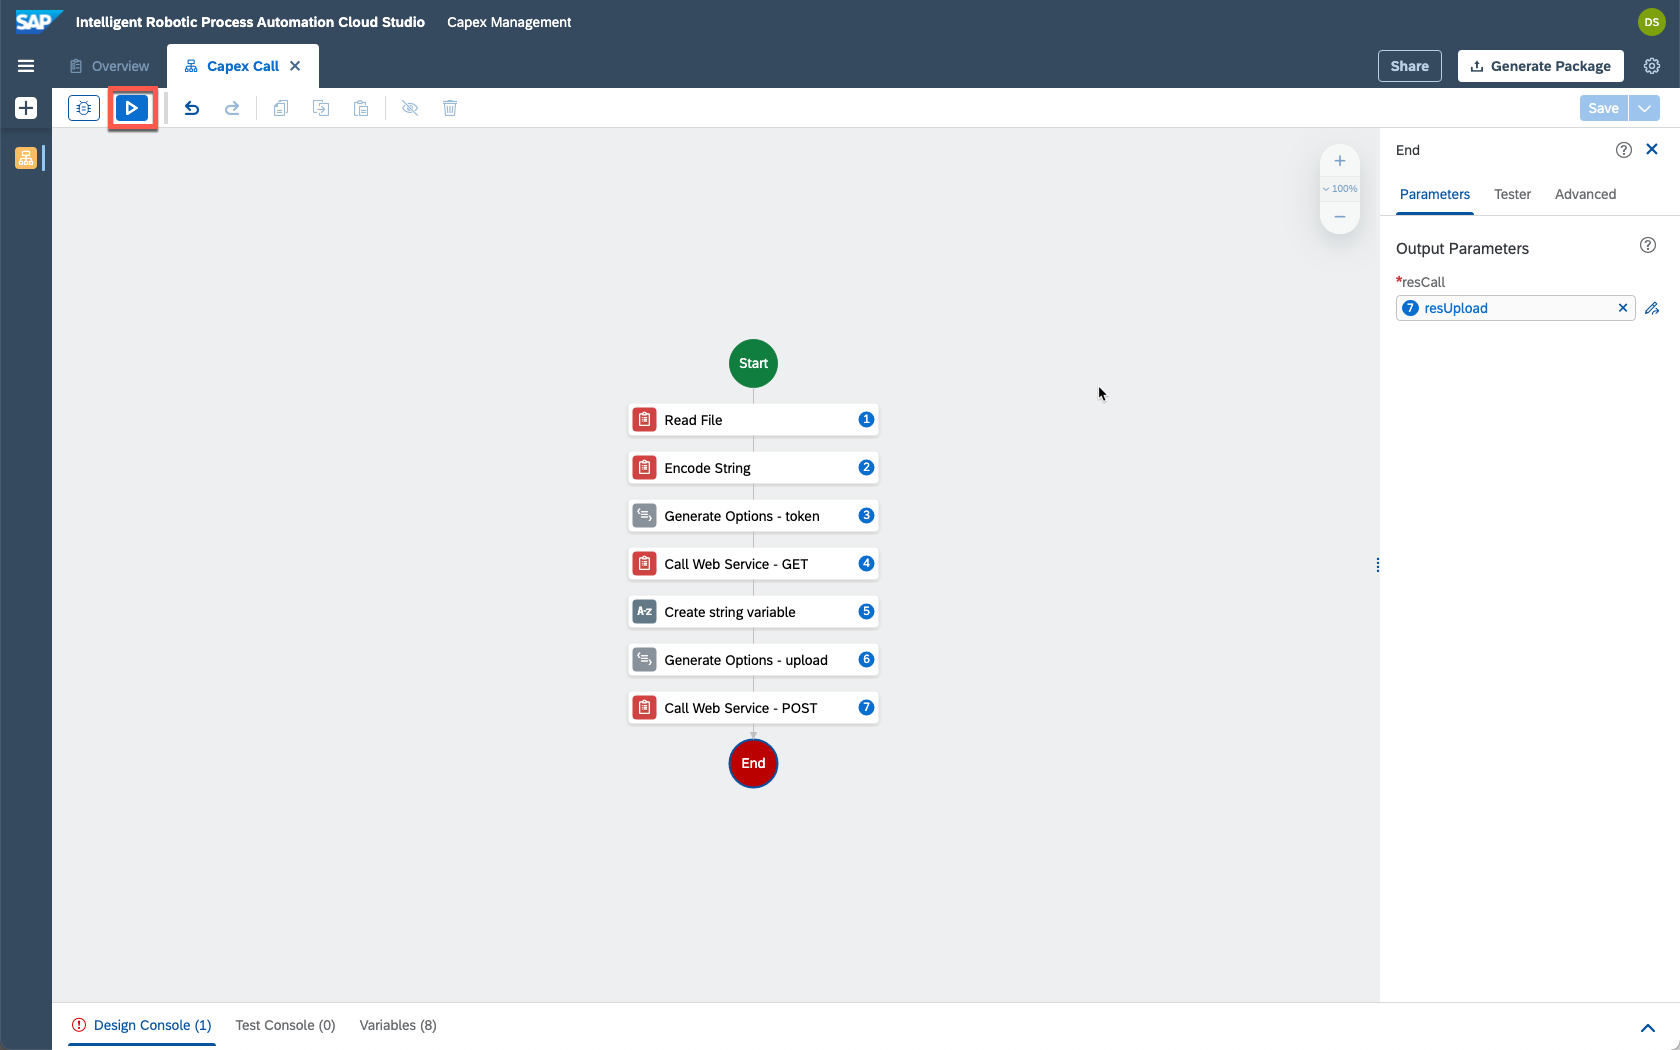 SAP Intelligent Robotic Process Automation Cloud Studio Capex Management DS
Overview Capex Call Share Generate Package
Save
100%
End
Parameters Tester Advanced
Output Parameters
*resCall
7 resUpload
Start
Read File 1
Encode String 2
Generate Options - token 3
Call Web Service - GET 4
A-Z Create string variable 5
Generate Options - upload 6
Call Web Service - POST 7
End
Design Console (1) Test Console (0) Variables (8)